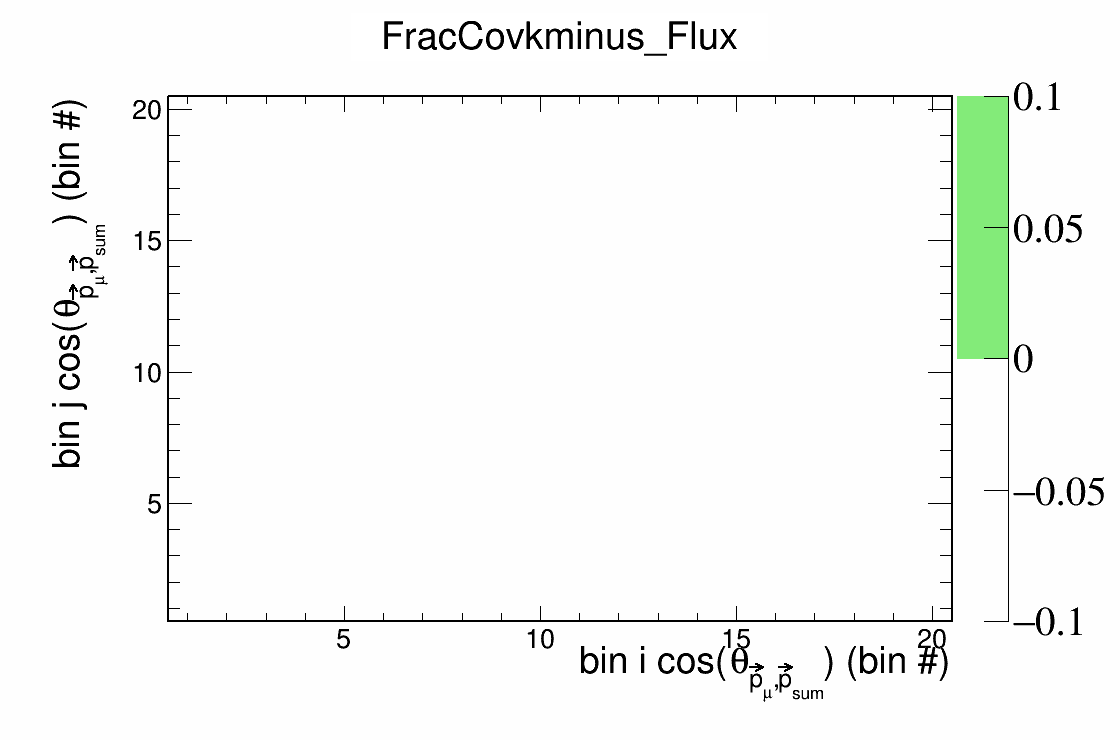 FracCovkminus_Flux
bin j cos(θp⃗μ,p⃗sum) (bin #)
20
15
10
5
0.1
0.05
0
−0.05
−0.1
5 10 15 20
bin i cos(θp⃗μ,p⃗sum) (bin #)